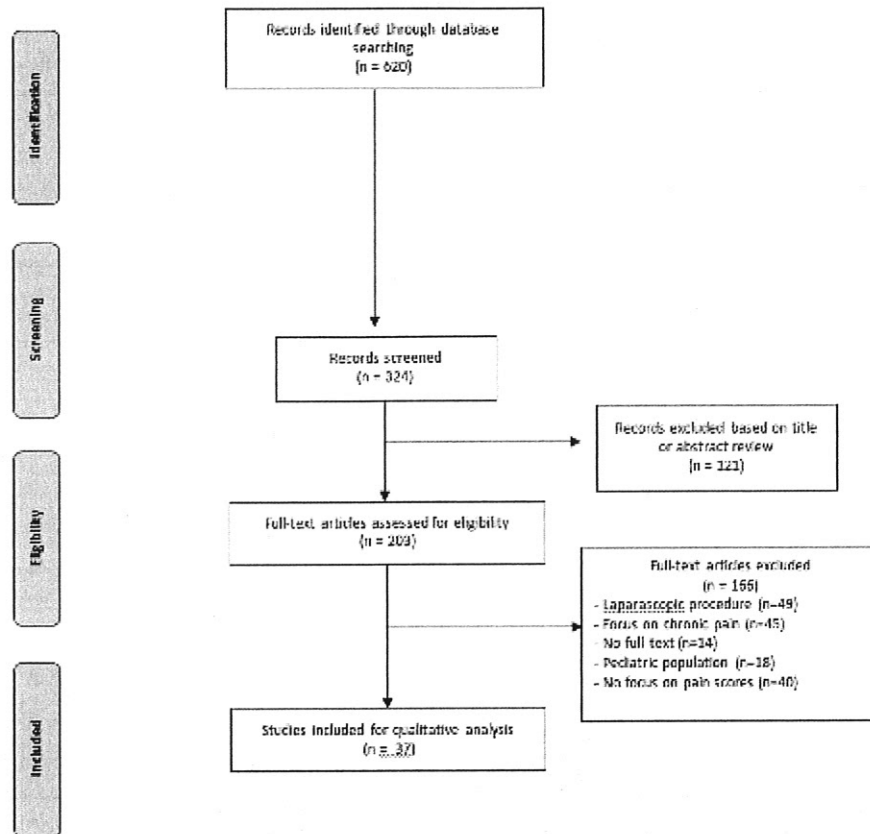 Identification
Records identified through database
searching
(n = 620)
Screening
Records screened
(n = 324)
Records excluded based on title
or abstract review
(n = 121)
Eligibility
Full-text articles assessed for eligibility
(n = 203)
Full-text articles excluded
(n = 166)
- Laparascopic procedure (n=49)
- Focus on chronic pain (n=45)
- No full text (n=14)
- Pediatric population (n=18)
- No focus on pain scores (n=40)
Included
Studies included for qualitative analysis
(n = 37)